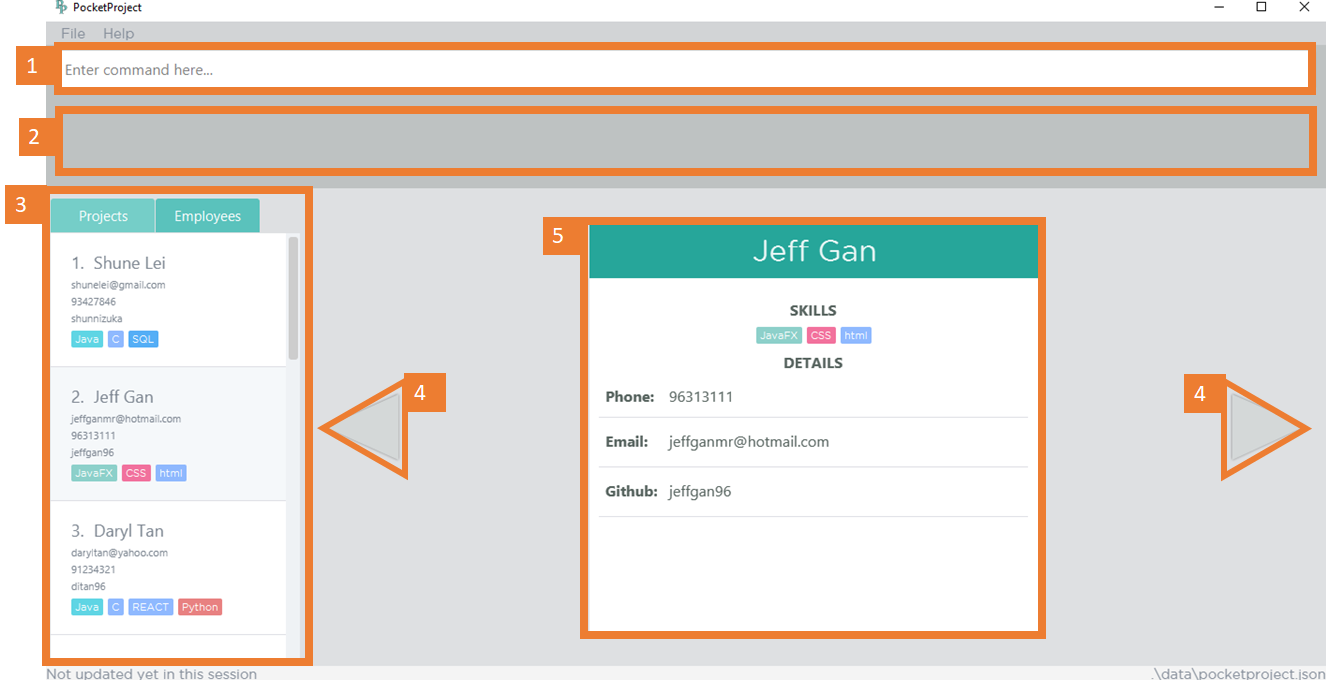 PocketProject
File Help
1
Enter command here...
2
3
Projects Employees
1. Shune Lei
shunelei@gmail.com
93427846
shunnizuka
Java C SQL
2. Jeff Gan
jeffganmr@hotmail.com
96313111
jeffgan96
JavaFX CSS html
3. Daryl Tan
daryltan@yahoo.com
91234321
ditan96
Java C REACT Python
4
5
Jeff Gan
SKILLS
JavaFX CSS html
DETAILS
Phone: 96313111
Email: jeffganmr@hotmail.com
Github: jeffgan96
4
Not updated yet in this session
.\data\pocketproject.json